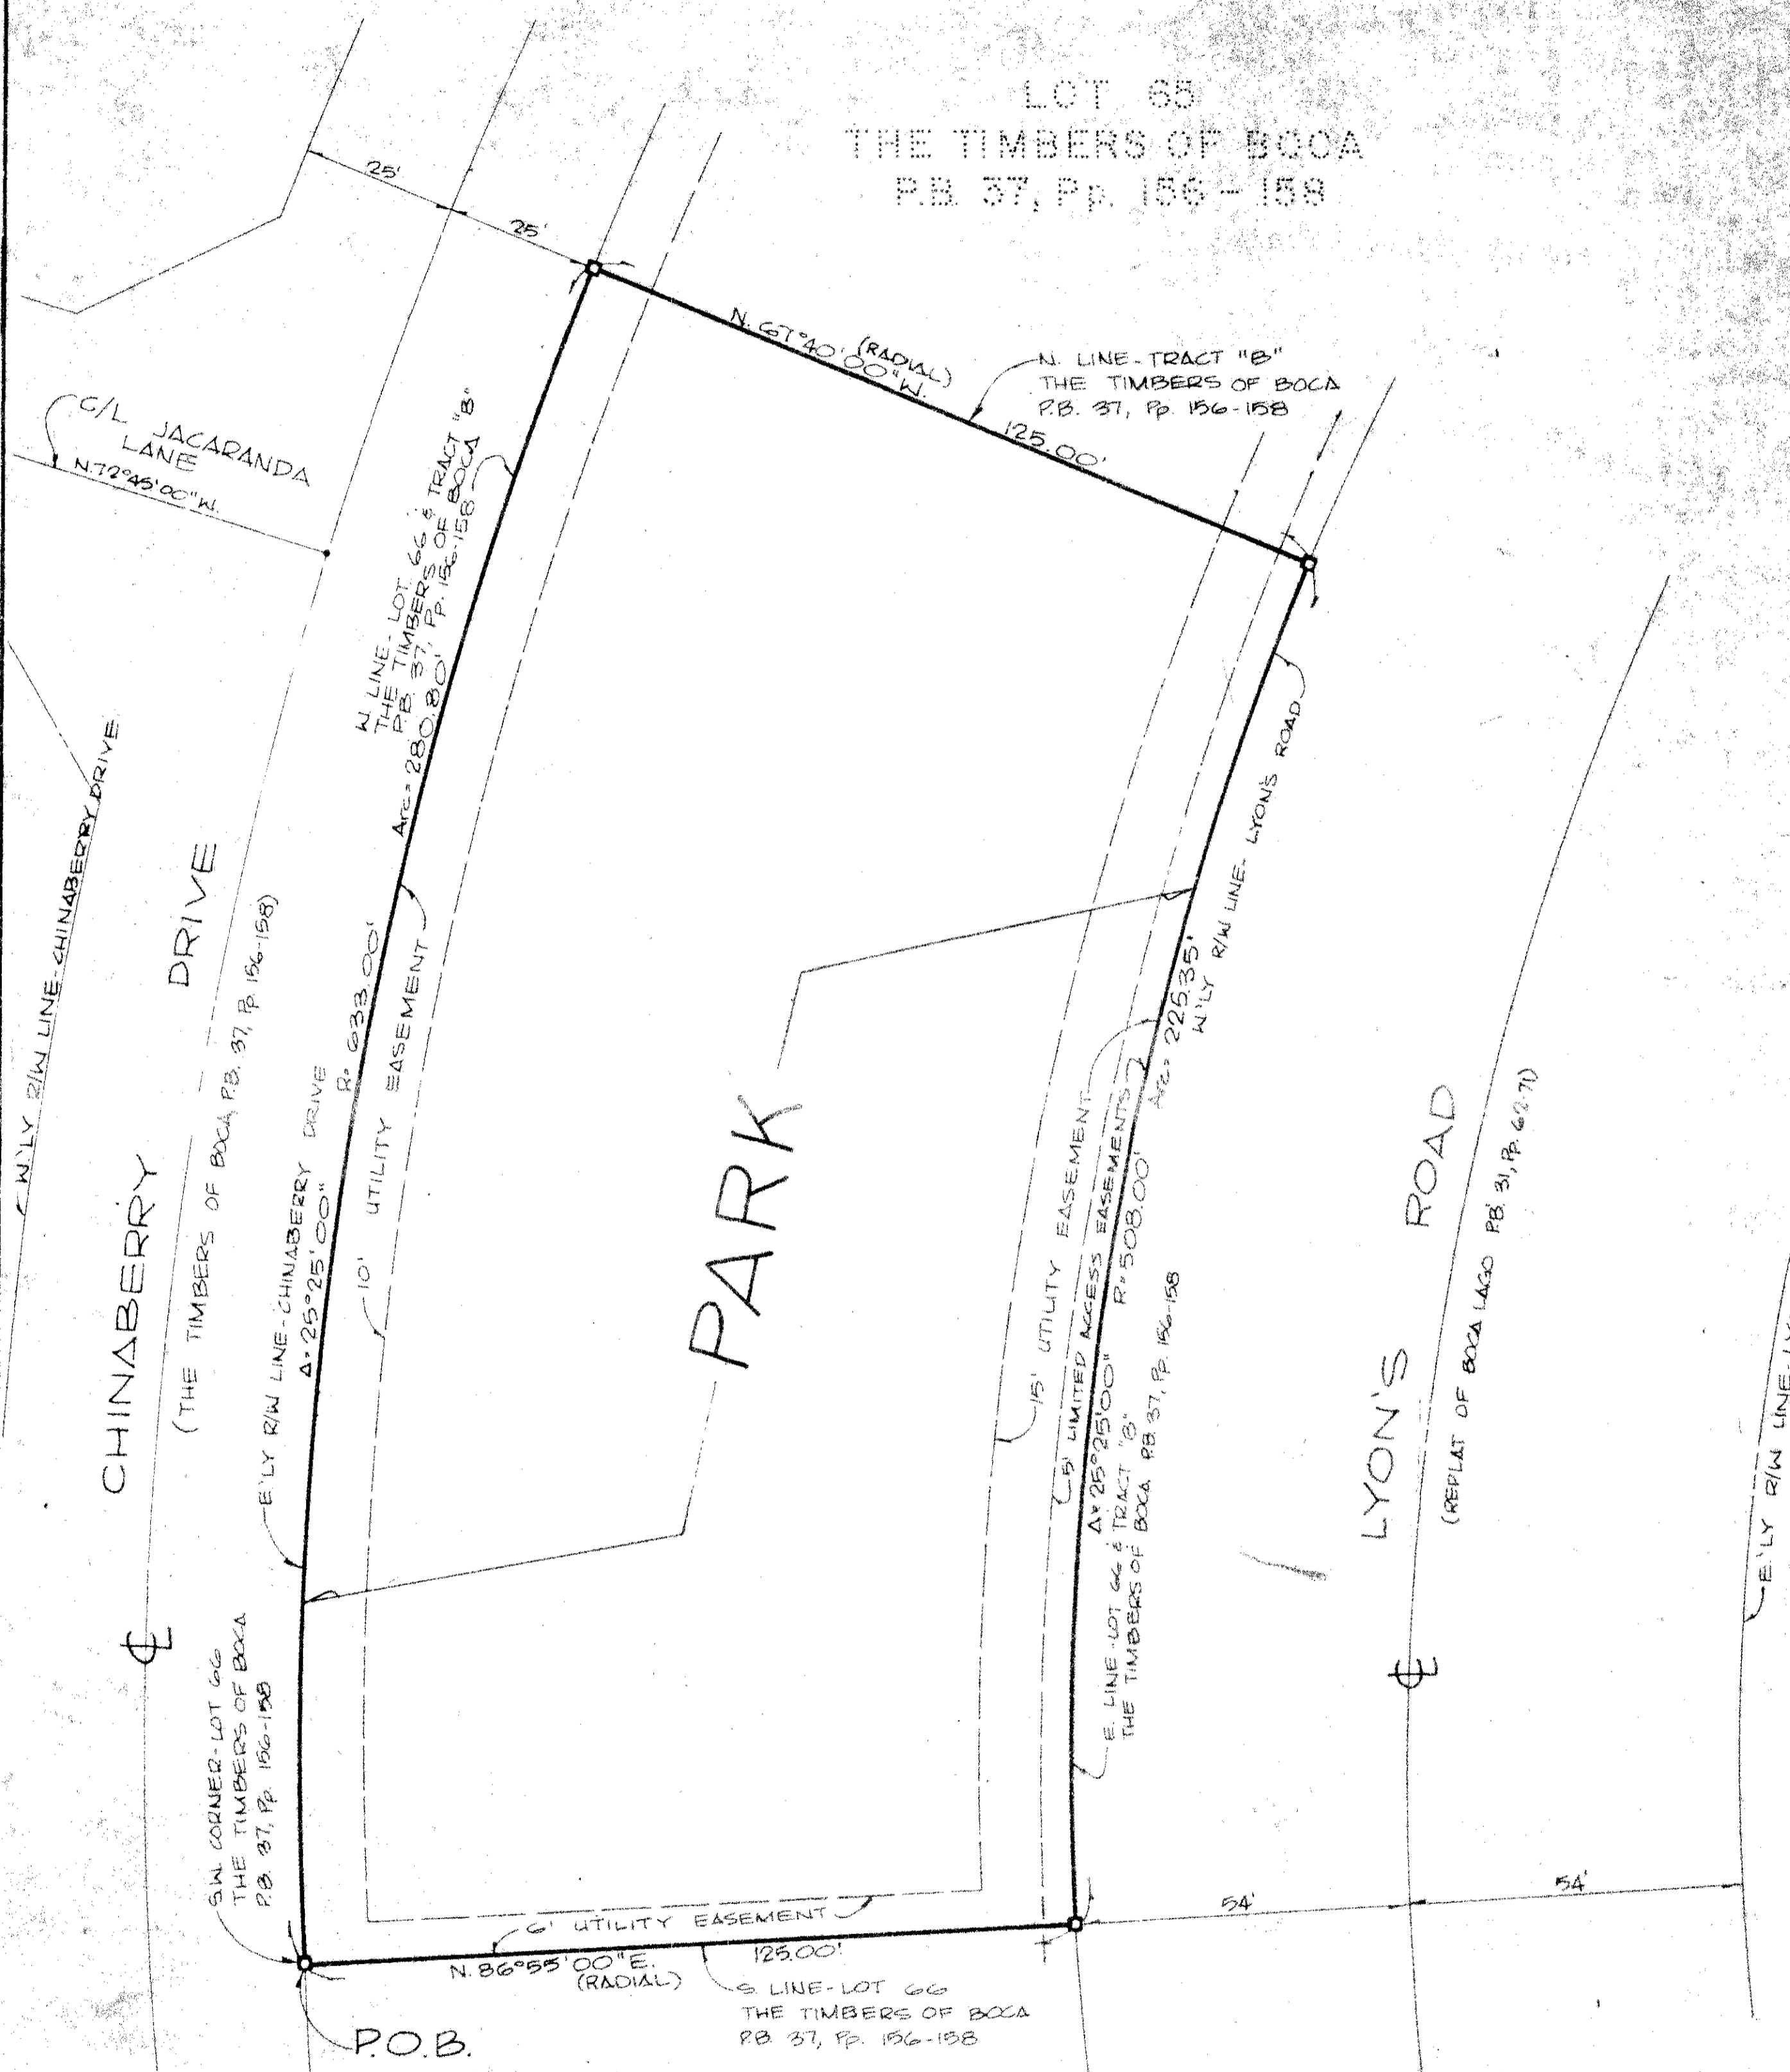 LOT 65
THE TIMBERS OF BOCA
P.B. 37, Pp. 156-158
25'
25'
N. 67°40'00" W.
(RADIAL)
125.00'
N. LINE-TRACT "B"
THE TIMBERS OF BOCA
P.B. 37, Pp. 156-158
C/L JACARANDA
LANE
N.72°45'00"W.
W. LINE-LOT 66 & TRACT "B"
THE TIMBERS OF BOCA
P.B. 37, Pp. 156-158
Arc= 280.80'
R= 633.00'
Δ= 25°25'00"
E'LY R/W LINE-CHINABERRY DRIVE
10' UTILITY EASEMENT
W'LY R/W LINE-CHINABERRY DRIVE
CHINABERRY DRIVE
(THE TIMBERS OF BOCA, P.B. 37, Pp. 156-158)
℄
PARK
W'LY R/W LINE-LYON'S ROAD
Arc= 225.35'
R= 508.00'
Δ= 25°25'00"
15' UTILITY EASEMENT
5' LIMITED ACCESS EASEMENTS
E. LINE-LOT 66 & TRACT "B"
THE TIMBERS OF BOCA P.B. 37, Pp. 156-158
LYON'S ROAD
(REPLAT OF BOCA LAGO P.B. 31, Pp. 62-71)
℄
E'LY R/W LINE-
S.W. CORNER-LOT 66
THE TIMBERS OF BOCA
P.B. 37, Pp. 156-158
6' UTILITY EASEMENT
N. 86°55'00"E.
(RADIAL)
125.00'
54'
54'
S. LINE-LOT 66
THE TIMBERS OF BOCA
P.B. 37, Pp. 156-158
P.O.B.